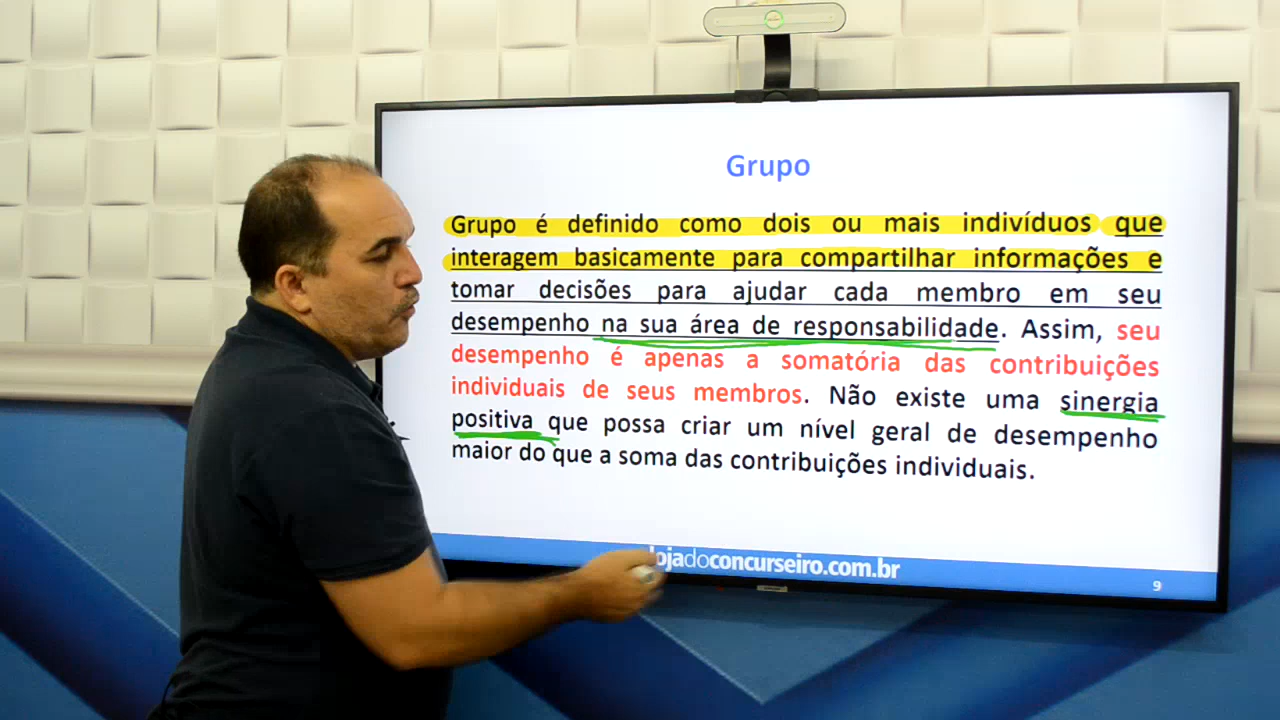 Grupo
Grupo é definido como dois ou mais indivíduos que
interagem basicamente para compartilhar informações e
tomar decisões para ajudar cada membro em seu
desempenho na sua área de responsabilidade. Assim, seu
desempenho é apenas a somatória das contribuições
individuais de seus membros. Não existe uma sinergia
positiva que possa criar um nível geral de desempenho
maior do que a soma das contribuições individuais.
lojadoconcurseiro.com.br
9